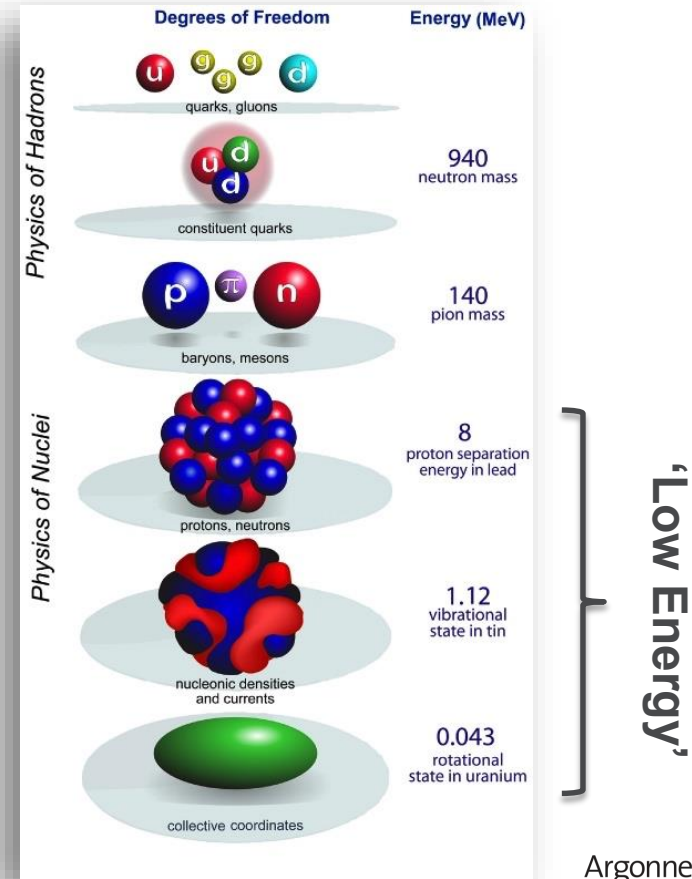 Degrees of Freedom
Energy (MeV)
Physics of Hadrons
u g g g d
quarks, gluons
u d d
constituent quarks
940
neutron mass
p π n
baryons, mesons
140
pion mass
Physics of Nuclei
protons, neutrons
8
proton separation
energy in lead
nucleonic densities
and currents
1.12
vibrational
state in tin
collective coordinates
0.043
rotational
state in uranium
‘Low Energy’
Argonne